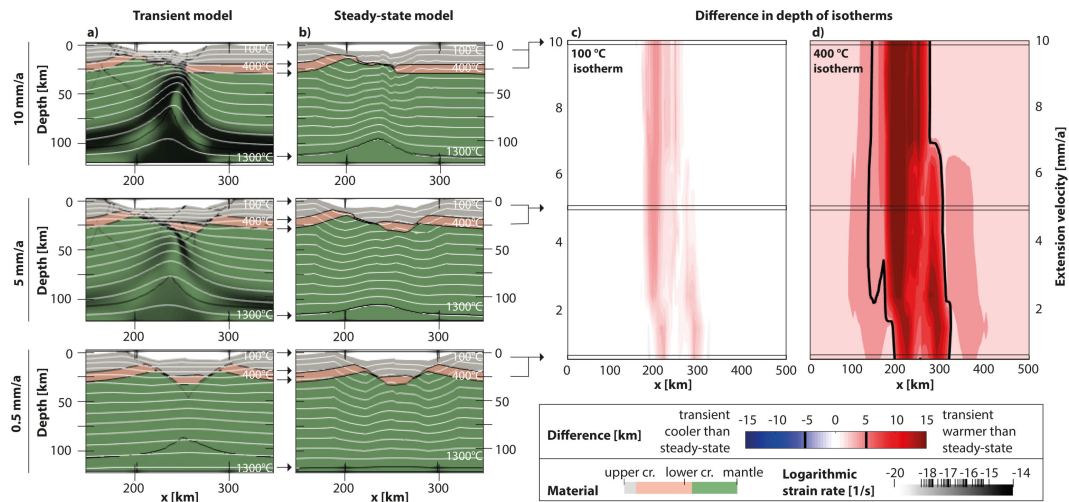 Transient model
Steady-state model
Difference in depth of isotherms
a)
b)
c)
d)
10 mm/a
Depth [km]
0
50
100
100°C
400°C
1300°C
200
300
100°C
400°C
1300°C
200
300
0
50
100
5 mm/a
Depth [km]
0
50
100
100°C
400°C
1300°C
200
300
100°C
400°C
1300°C
200
300
0
50
100
0.5 mm/a
Depth [km]
0
50
100
100°C
400°C
1300°C
200
300
x [km]
100°C
400°C
1300°C
200
300
x [km]
0
50
100
100 °C
isotherm
10
8
6
4
2
0
100
200
300
400
500
x [km]
400 °C
isotherm
10
8
6
4
2
Extension velocity [mm/a]
0
100
200
300
400
500
x [km]
Difference [km]
transient
cooler than
steady-state
-15 -10 -5 0 5 10 15
transient
warmer than
steady-state
Material
upper cr. lower cr. mantle
Logarithmic
strain rate [1/s]
-20 -18 -17 -16 -15 -14